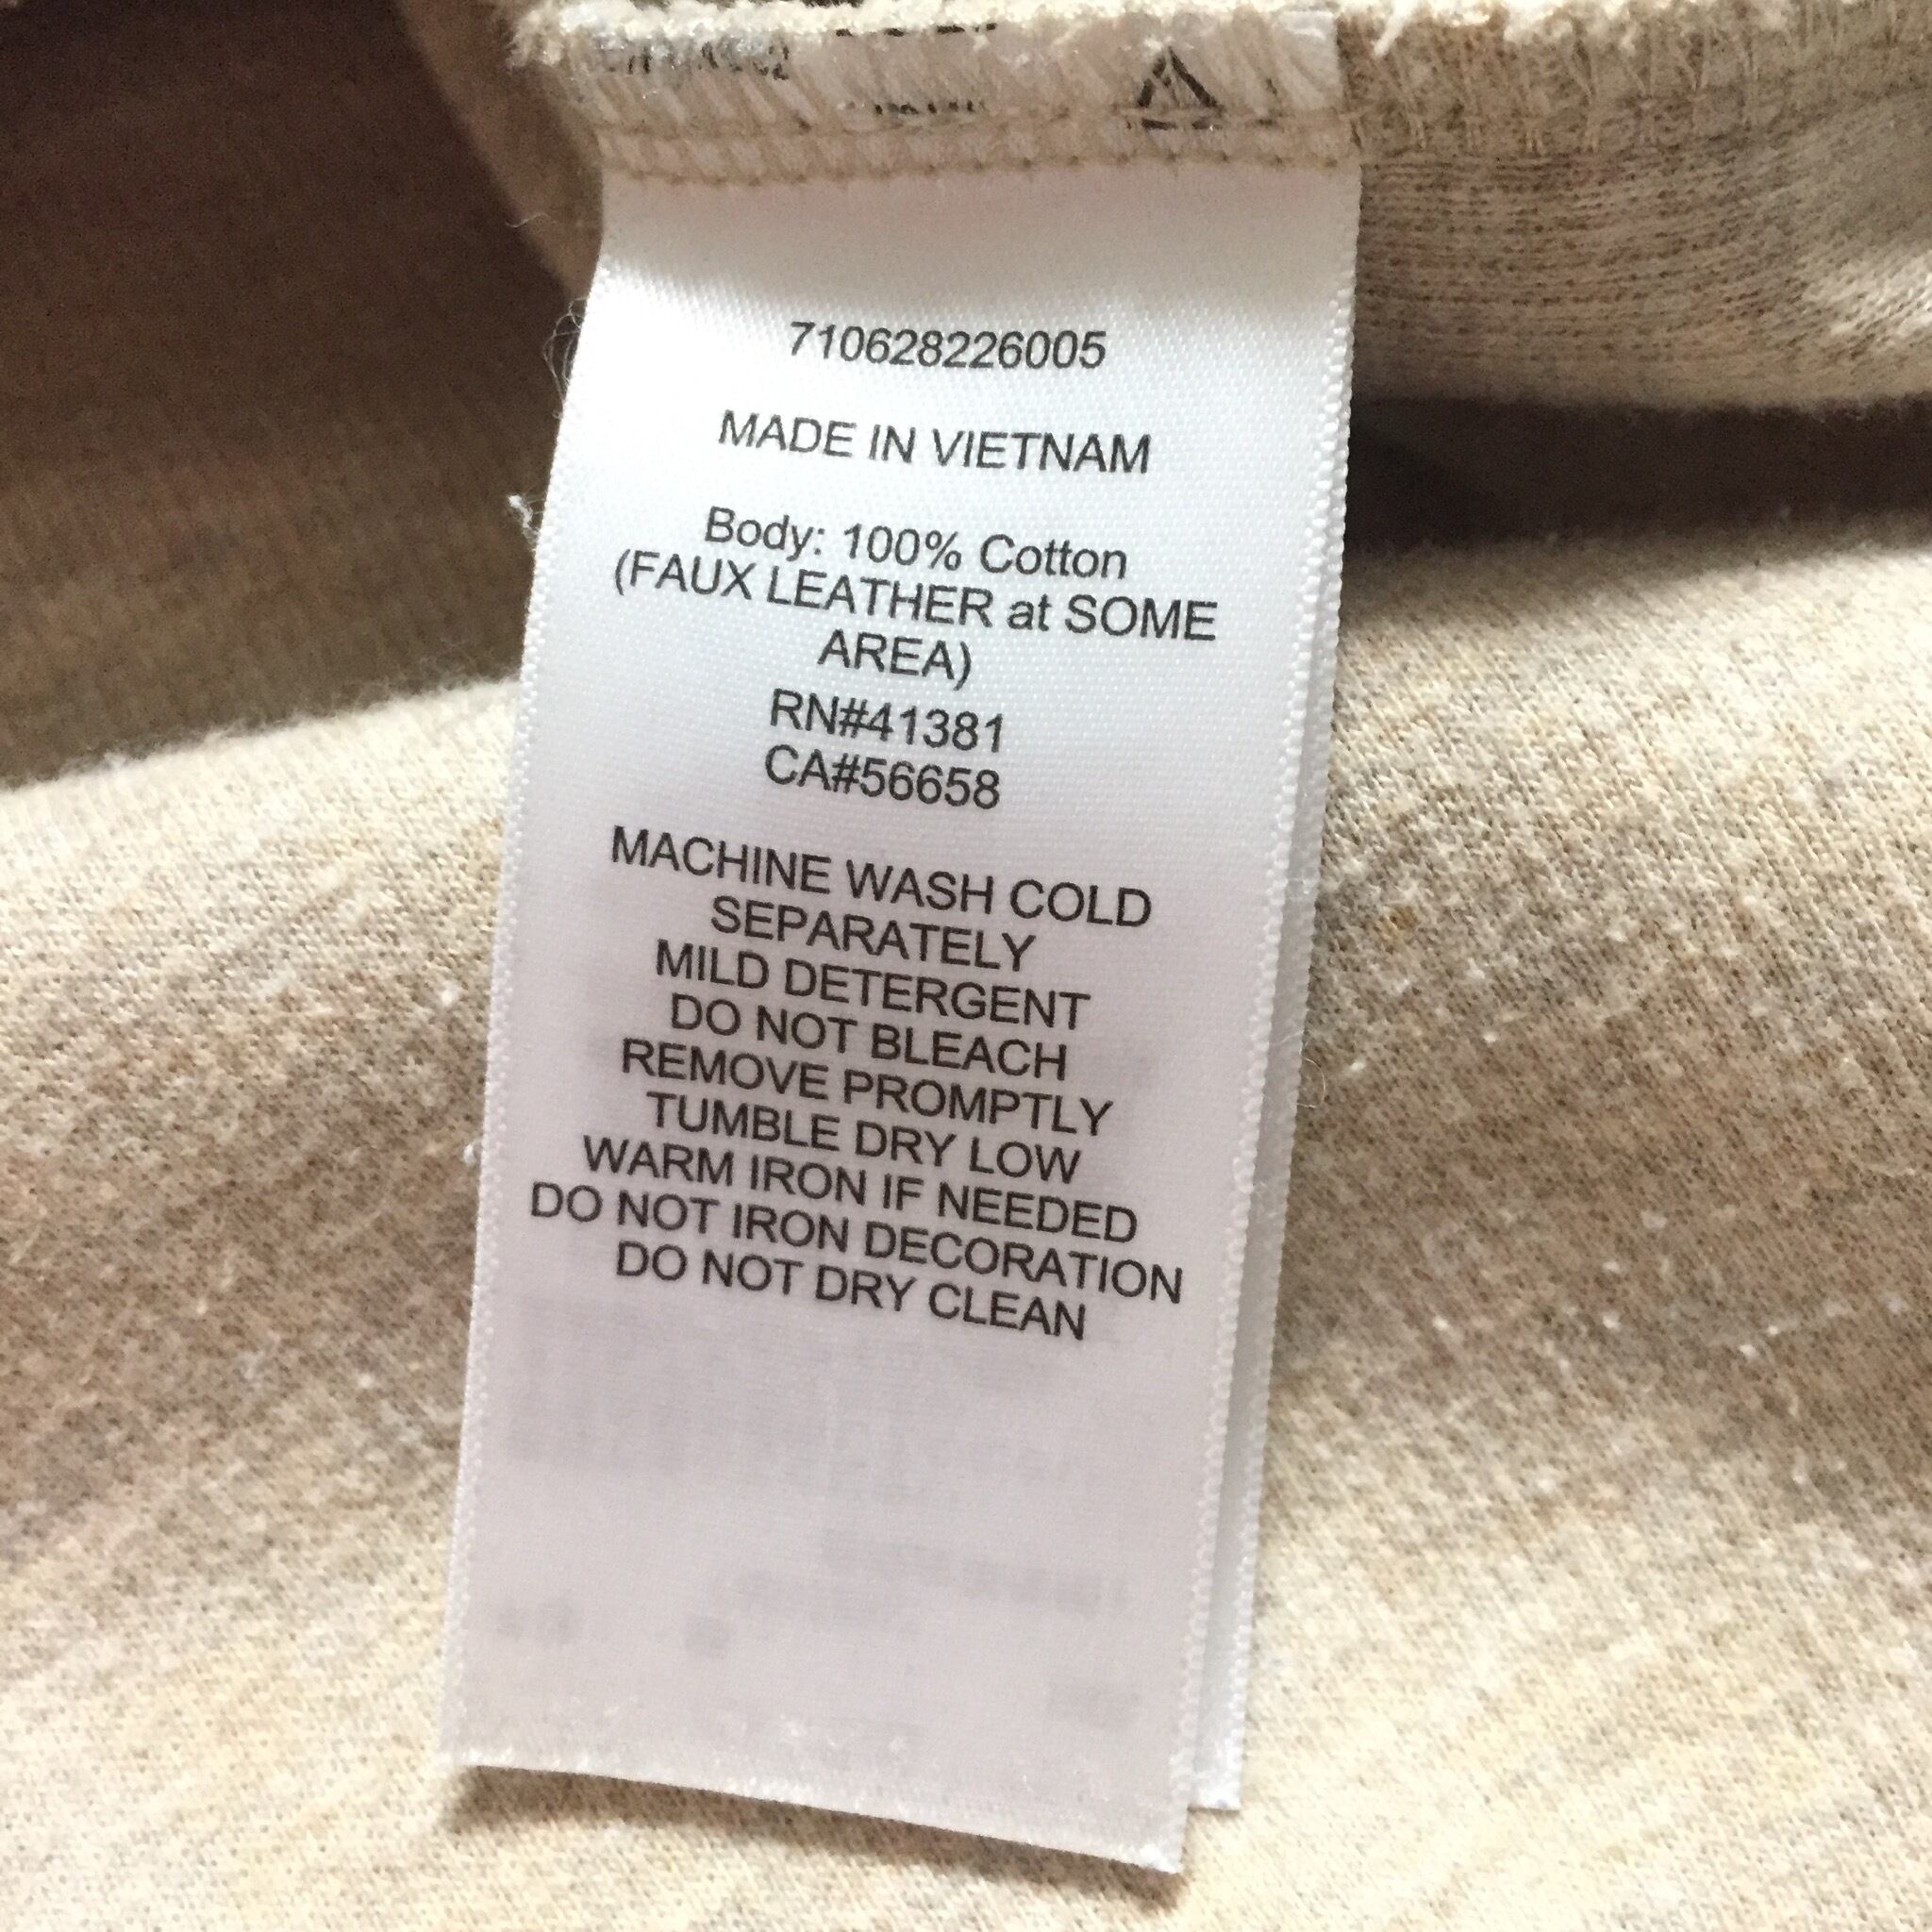 710628226005
MADE IN VIETNAM
Body: 100% Cotton
(FAUX LEATHER at SOME
AREA)
RN#41381
CA#56658
MACHINE WASH COLD
SEPARATELY
MILD DETERGENT
DO NOT BLEACH
REMOVE PROMPTLY
TUMBLE DRY LOW
WARM IRON IF NEEDED
DO NOT IRON DECORATION
DO NOT DRY CLEAN